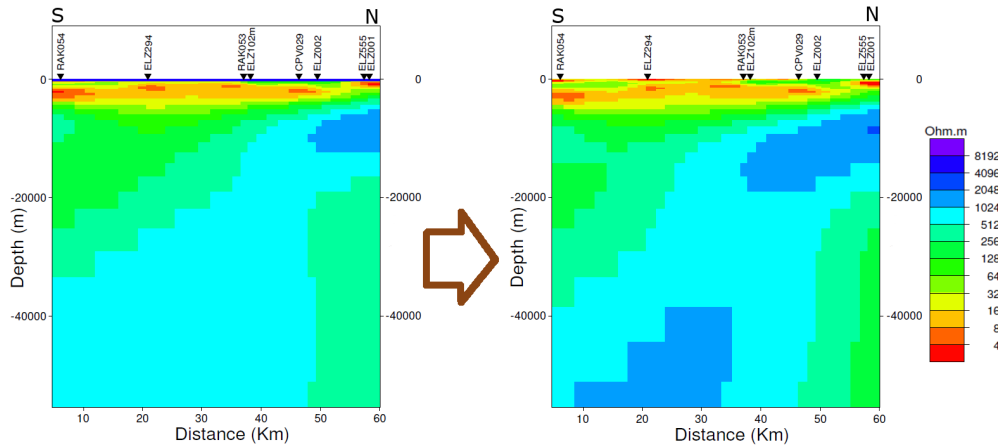 S N
RAK054 ELZ294 RAK053 ELZ102m CPV029 ELZ002 ELZ555 ELZ001
0 0
-20000 -20000
-40000 -40000
Depth (m)
10 20 30 40 50 60
Distance (Km)
S N
RAK054 ELZ294 RAK053 ELZ102m CPV029 ELZ002 ELZ555 ELZ001
0 0
-20000 -20000
-40000 -40000
Depth (m)
10 20 30 40 50 60
Distance (Km)
Ohm.m
8192
4096
2048
1024
512
256
128
64
32
16
8
4